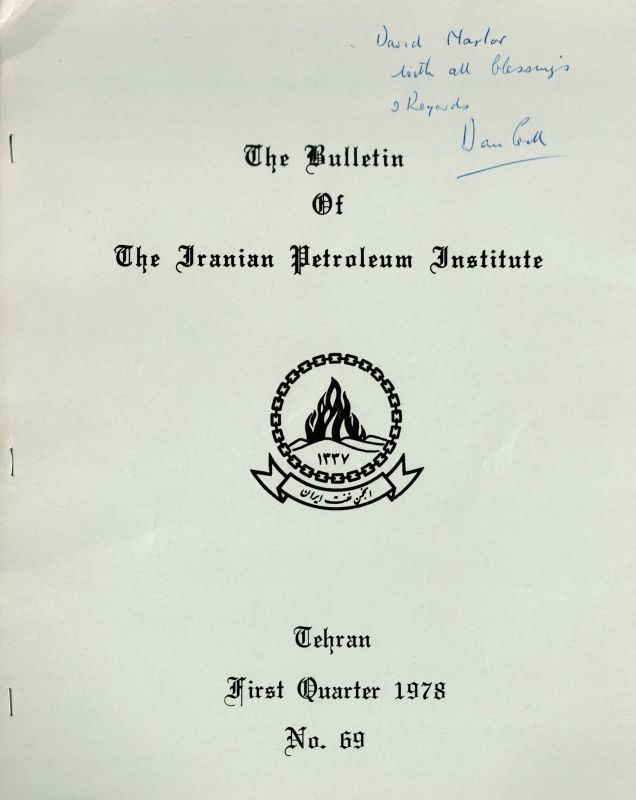 David
with all blessings
& Regards
Dan
The Bulletin
Of
The Iranian Petroleum Institute
۱۳۳۷
انجمن نفت ایران
Tehran
First Quarter 1978
No. 69